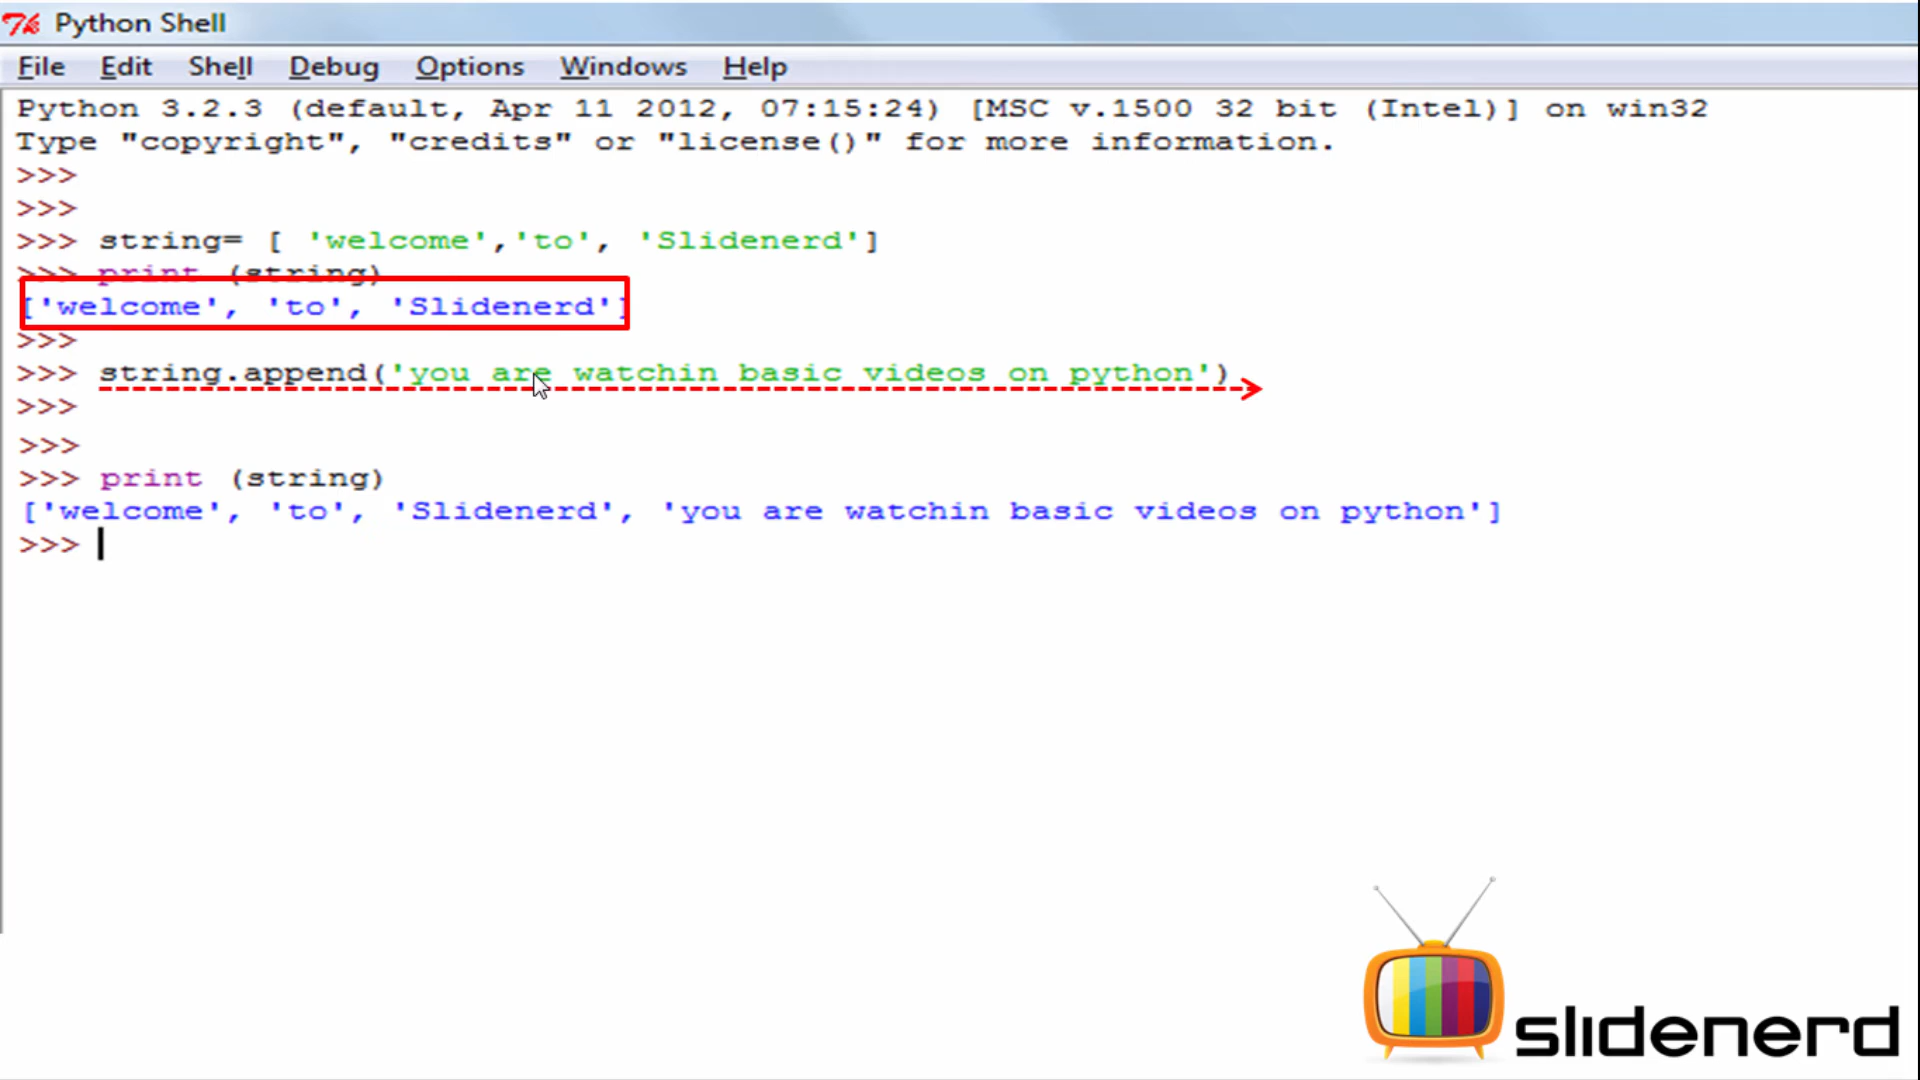 Python Shell
File Edit Shell Debug Options Windows Help
Python 3.2.3 (default, Apr 11 2012, 07:15:24) [MSC v.1500 32 bit (Intel)] on win32
Type "copyright", "credits" or "license()" for more information.
>>>
>>>
>>> string= [ 'welcome','to', 'Slidenerd']
>>> print (string)
['welcome', 'to', 'Slidenerd']
>>>
>>> string.append('you are watchin basic videos on python')
>>>
>>>
>>> print (string)
['welcome', 'to', 'Slidenerd', 'you are watchin basic videos on python']
>>>
slidenerd